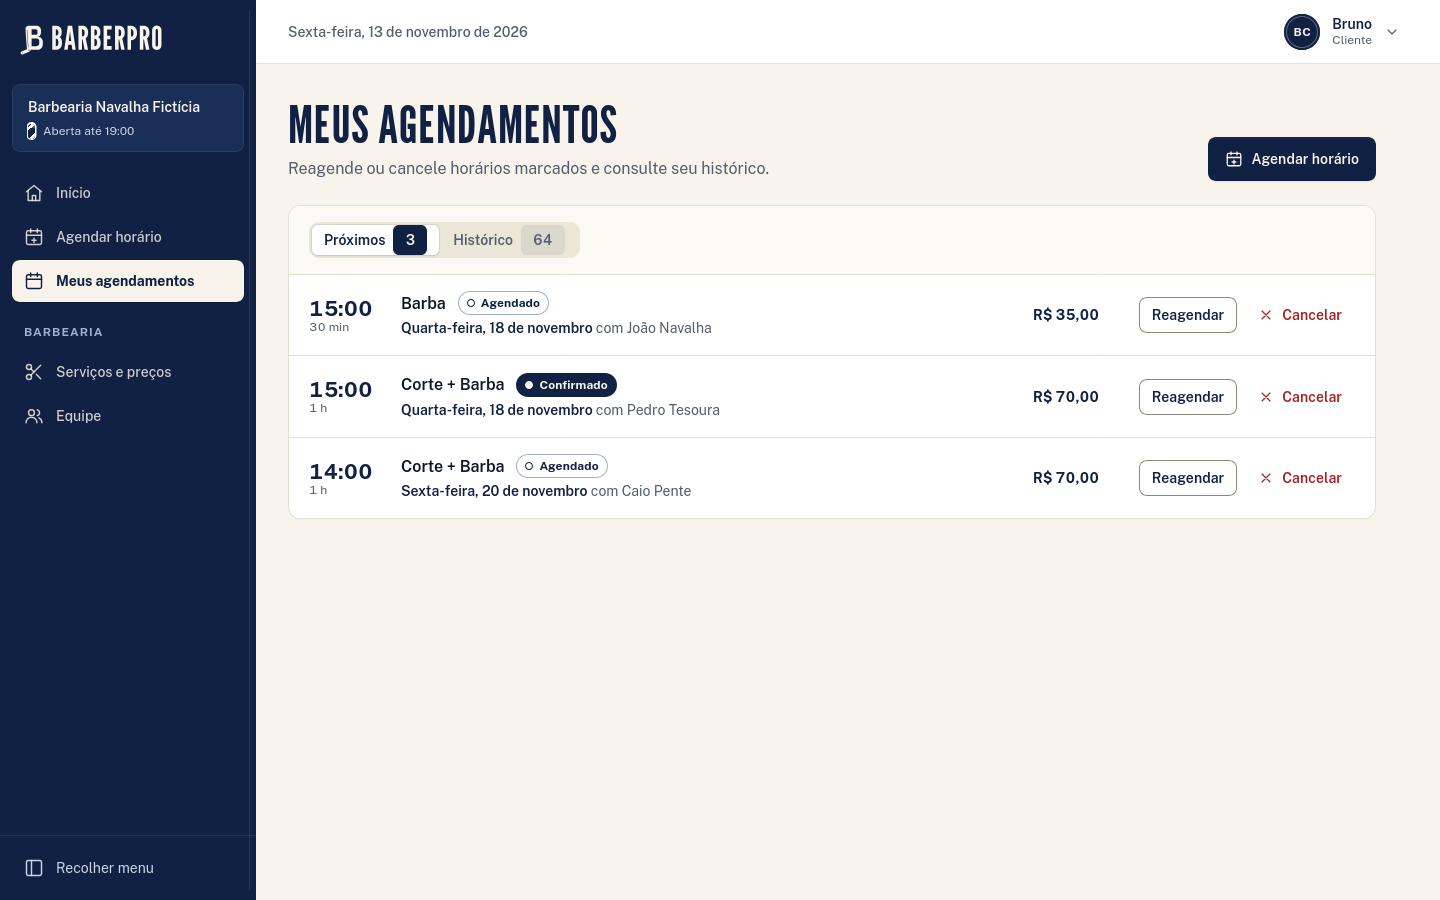 BARBERPRO
Barbearia Navalha Fictícia
Aberta até 19:00
Início
Agendar horário
Meus agendamentos
BARBEARIA
Serviços e preços
Equipe
Recolher menu
Sexta-feira, 13 de novembro de 2026
BC
Bruno
Cliente
MEUS AGENDAMENTOS
Reagende ou cancele horários marcados e consulte seu histórico.
Agendar horário
Próximos 3 Histórico 64
15:00
30 min
Barba Agendado
Quarta-feira, 18 de novembro com João Navalha
R$ 35,00 Reagendar Cancelar
15:00
1 h
Corte + Barba Confirmado
Quarta-feira, 18 de novembro com Pedro Tesoura
R$ 70,00 Reagendar Cancelar
14:00
1 h
Corte + Barba Agendado
Sexta-feira, 20 de novembro com Caio Pente
R$ 70,00 Reagendar Cancelar